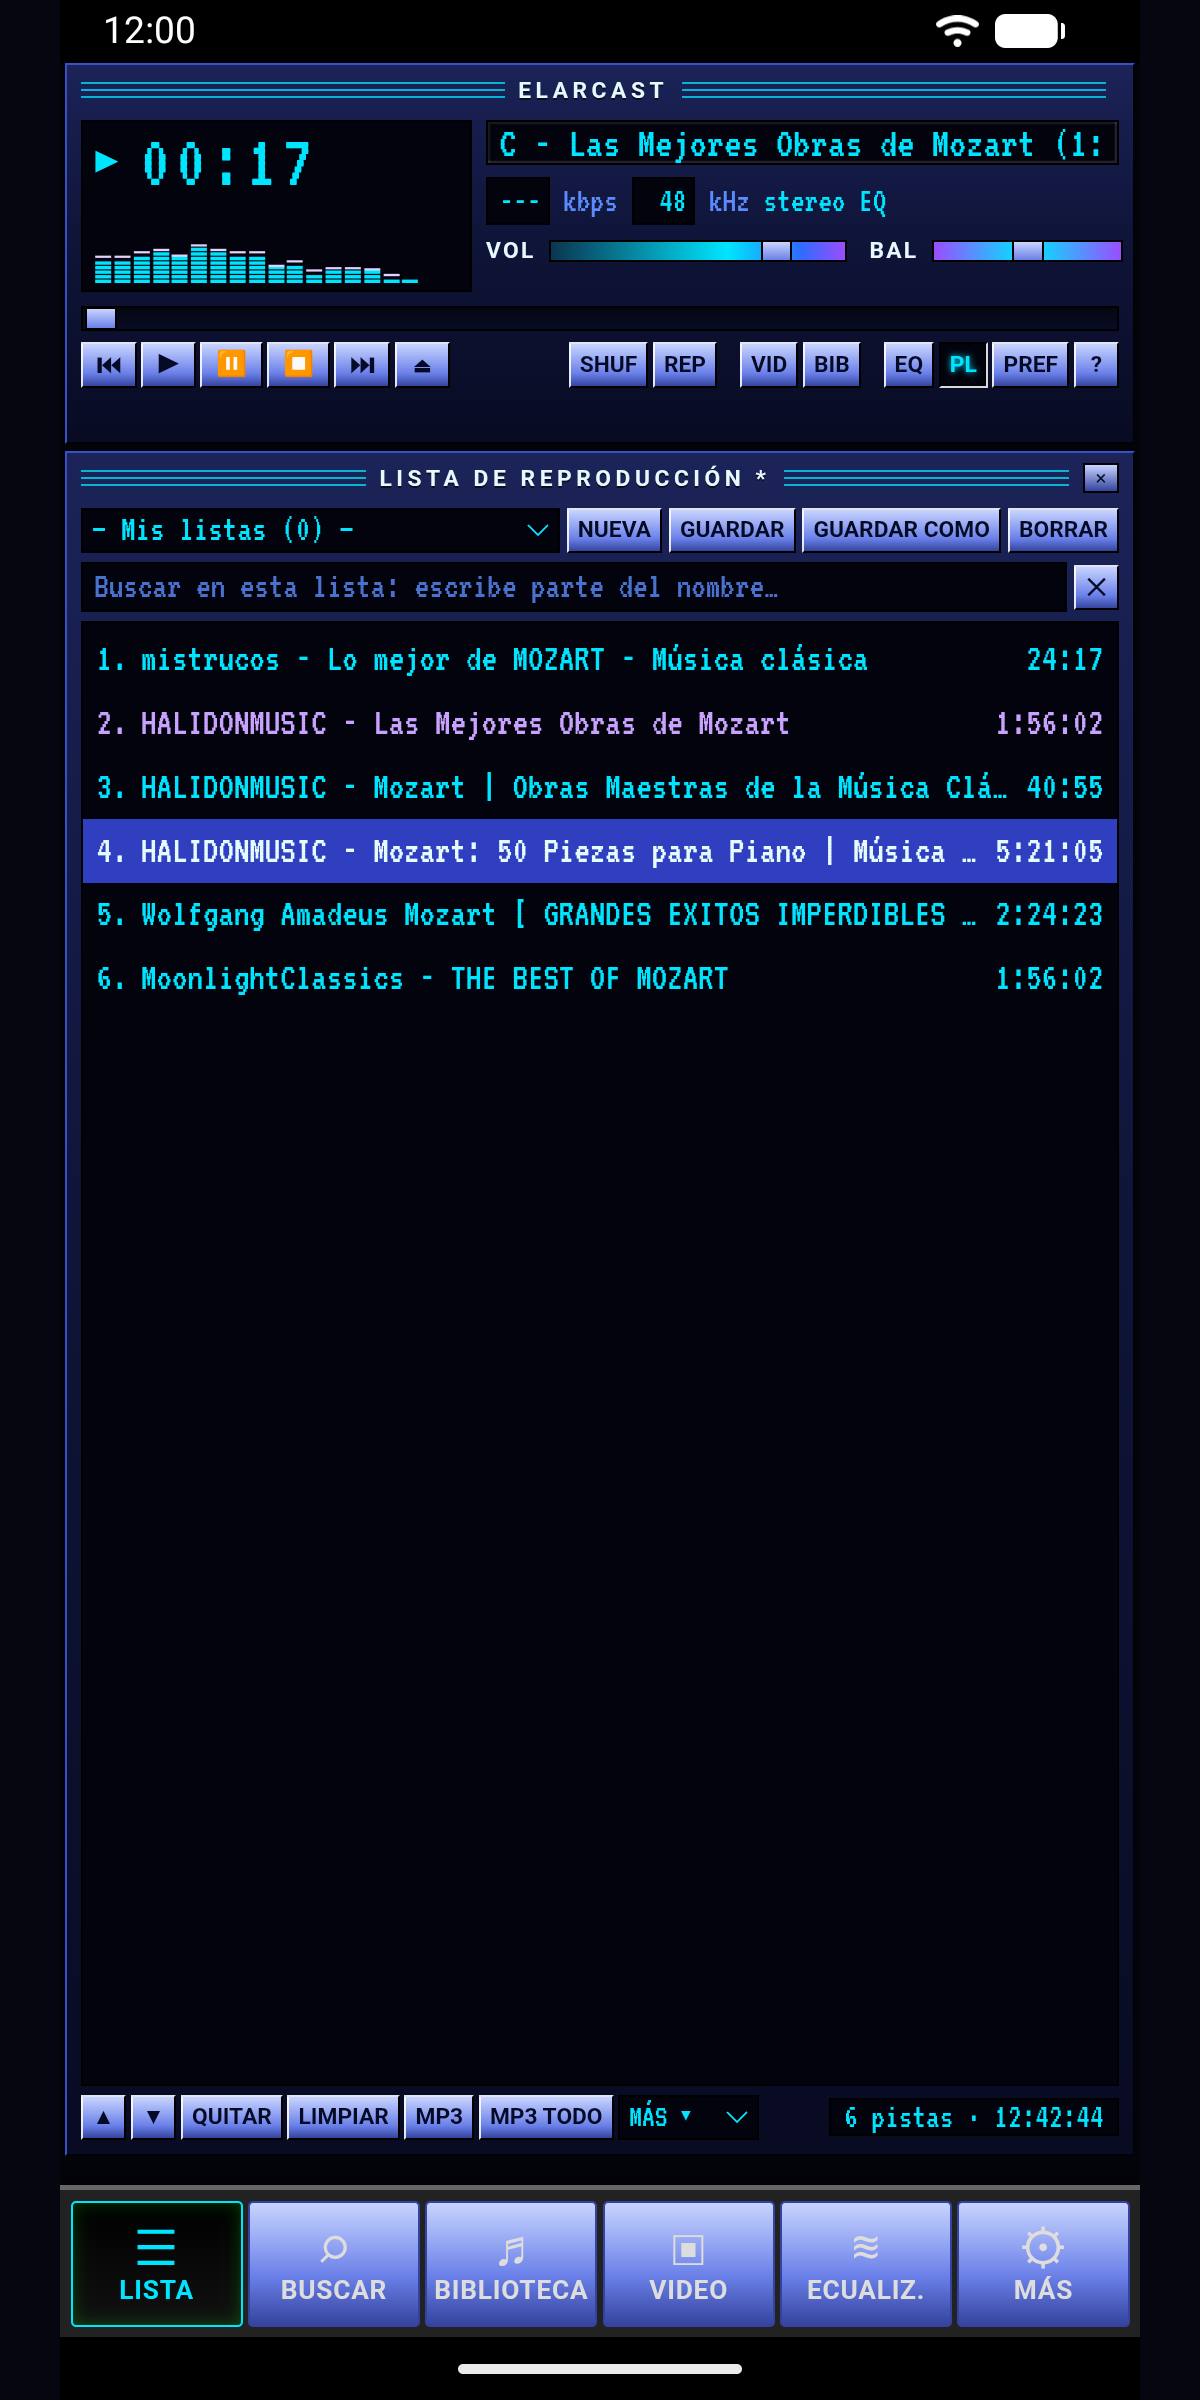 12:00
ELARCAST
00:17
C - Las Mejores Obras de Mozart (1:
--- kbps 48 kHz stereo EQ
VOL BAL
SHUF REP VID BIB EQ PL PREF ?
LISTA DE REPRODUCCIÓN *
- Mis listas (0) - NUEVA GUARDAR GUARDAR COMO BORRAR
Buscar en esta lista: escribe parte del nombre…
1. mistrucos - Lo mejor de MOZART - Música clásica 24:17
2. HALIDONMUSIC - Las Mejores Obras de Mozart 1:56:02
3. HALIDONMUSIC - Mozart | Obras Maestras de la Música Clá… 40:55
4. HALIDONMUSIC - Mozart: 50 Piezas para Piano | Música … 5:21:05
5. Wolfgang Amadeus Mozart [ GRANDES EXITOS IMPERDIBLES … 2:24:23
6. MoonlightClassics - THE BEST OF MOZART 1:56:02
QUITAR LIMPIAR MP3 MP3 TODO MÁS ▾ 6 pistas · 12:42:44
LISTA BUSCAR BIBLIOTECA VIDEO ECUALIZ. MÁS